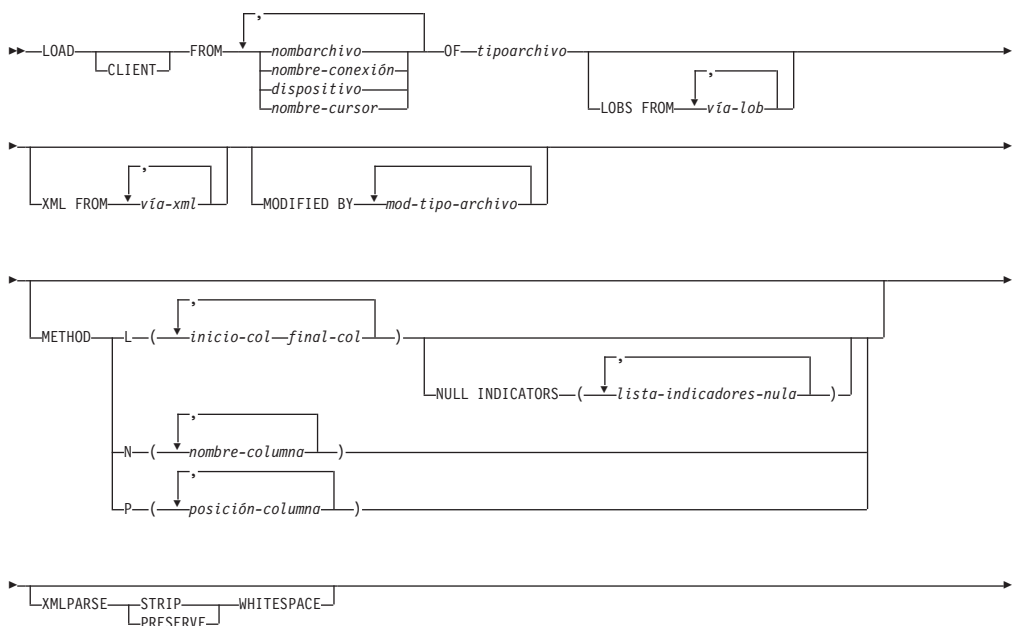 ,
LOAD CLIENT FROM nombarchivo OF tipoarchivo
nombre-conexión
dispositivo
nombre-cursor
,
LOBS FROM vía-lob
,
XML FROM vía-xml
MODIFIED BY mod-tipo-archivo
,
METHOD L ( inicio-col final-col )
,
NULL INDICATORS ( lista-indicadores-nula )
,
N ( nombre-columna )
,
P ( posición-columna )
XMLPARSE STRIP WHITESPACE
PRESERVE